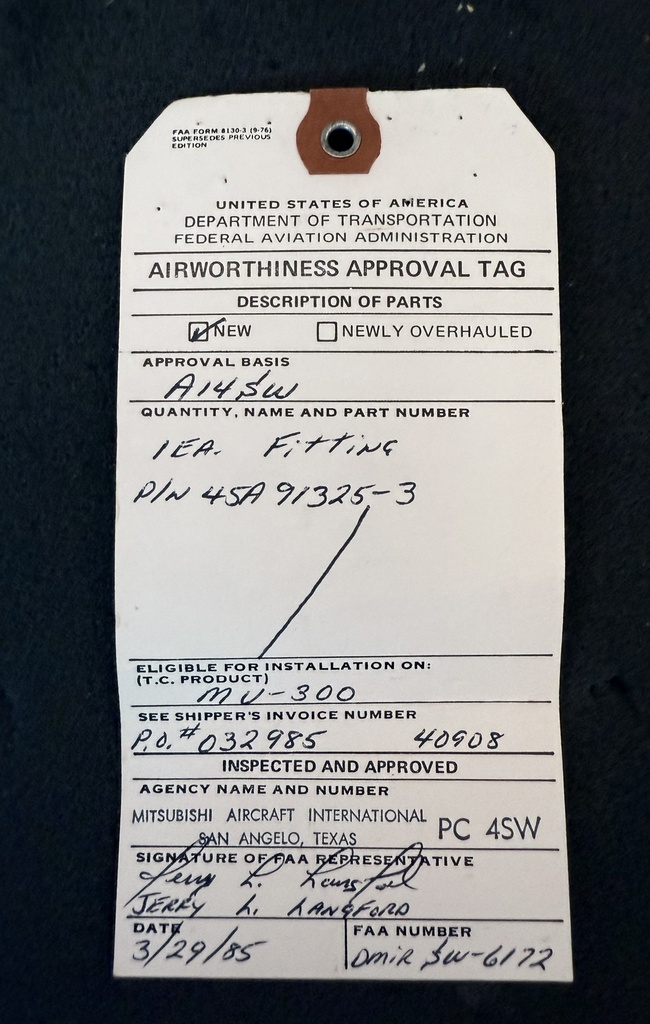 FAA FORM 8130-3 (9-76)
SUPERSEDES PREVIOUS
EDITION
UNITED STATES OF AMERICA
DEPARTMENT OF TRANSPORTATION
FEDERAL AVIATION ADMINISTRATION
AIRWORTHINESS APPROVAL TAG
DESCRIPTION OF PARTS
NEW NEWLY OVERHAULED
APPROVAL BASIS
A14SW
QUANTITY, NAME AND PART NUMBER
1EA. Fitting
P/N 45A 91325-3
ELIGIBLE FOR INSTALLATION ON:
(T.C. PRODUCT)
MU-300
SEE SHIPPER'S INVOICE NUMBER
P.O.# 032985 40908
INSPECTED AND APPROVED
AGENCY NAME AND NUMBER
MITSUBISHI AIRCRAFT INTERNATIONAL
SAN ANGELO, TEXAS PC 4SW
SIGNATURE OF FAA REPRESENTATIVE
Jerry L. Langford
JERRY L. LANGFORD
DATE FAA NUMBER
3/29/85 DMIR SW-6172